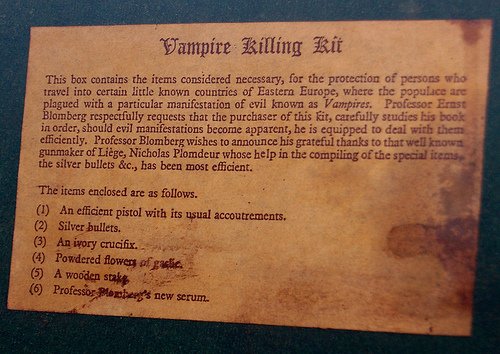 Vampire Killing Kit
This box contains the items considered necessary, for the protection of persons who
travel into certain little known countries of Eastern Europe, where the populace are
plagued with a particular manifestation of evil known as Vampires. Professor Ernst
Blomberg respectfully requests that the purchaser of this kit, carefully studies his book
in order, should evil manifestations become apparent, he is equipped to deal with them
efficiently. Professor Blomberg wishes to announce his grateful thanks to that well known
gunmaker of Liège, Nicholas Plomdeur whose help in the compiling of the special items,
the silver bullets &c., has been most efficient.
The items enclosed are as follows.
(1) An efficient pistol with its usual accoutrements.
(2) Silver bullets.
(3) An ivory crucifix.
(4) Powdered flowers of garlic.
(5) A wooden stake.
(6) Professor Blomberg's new serum.